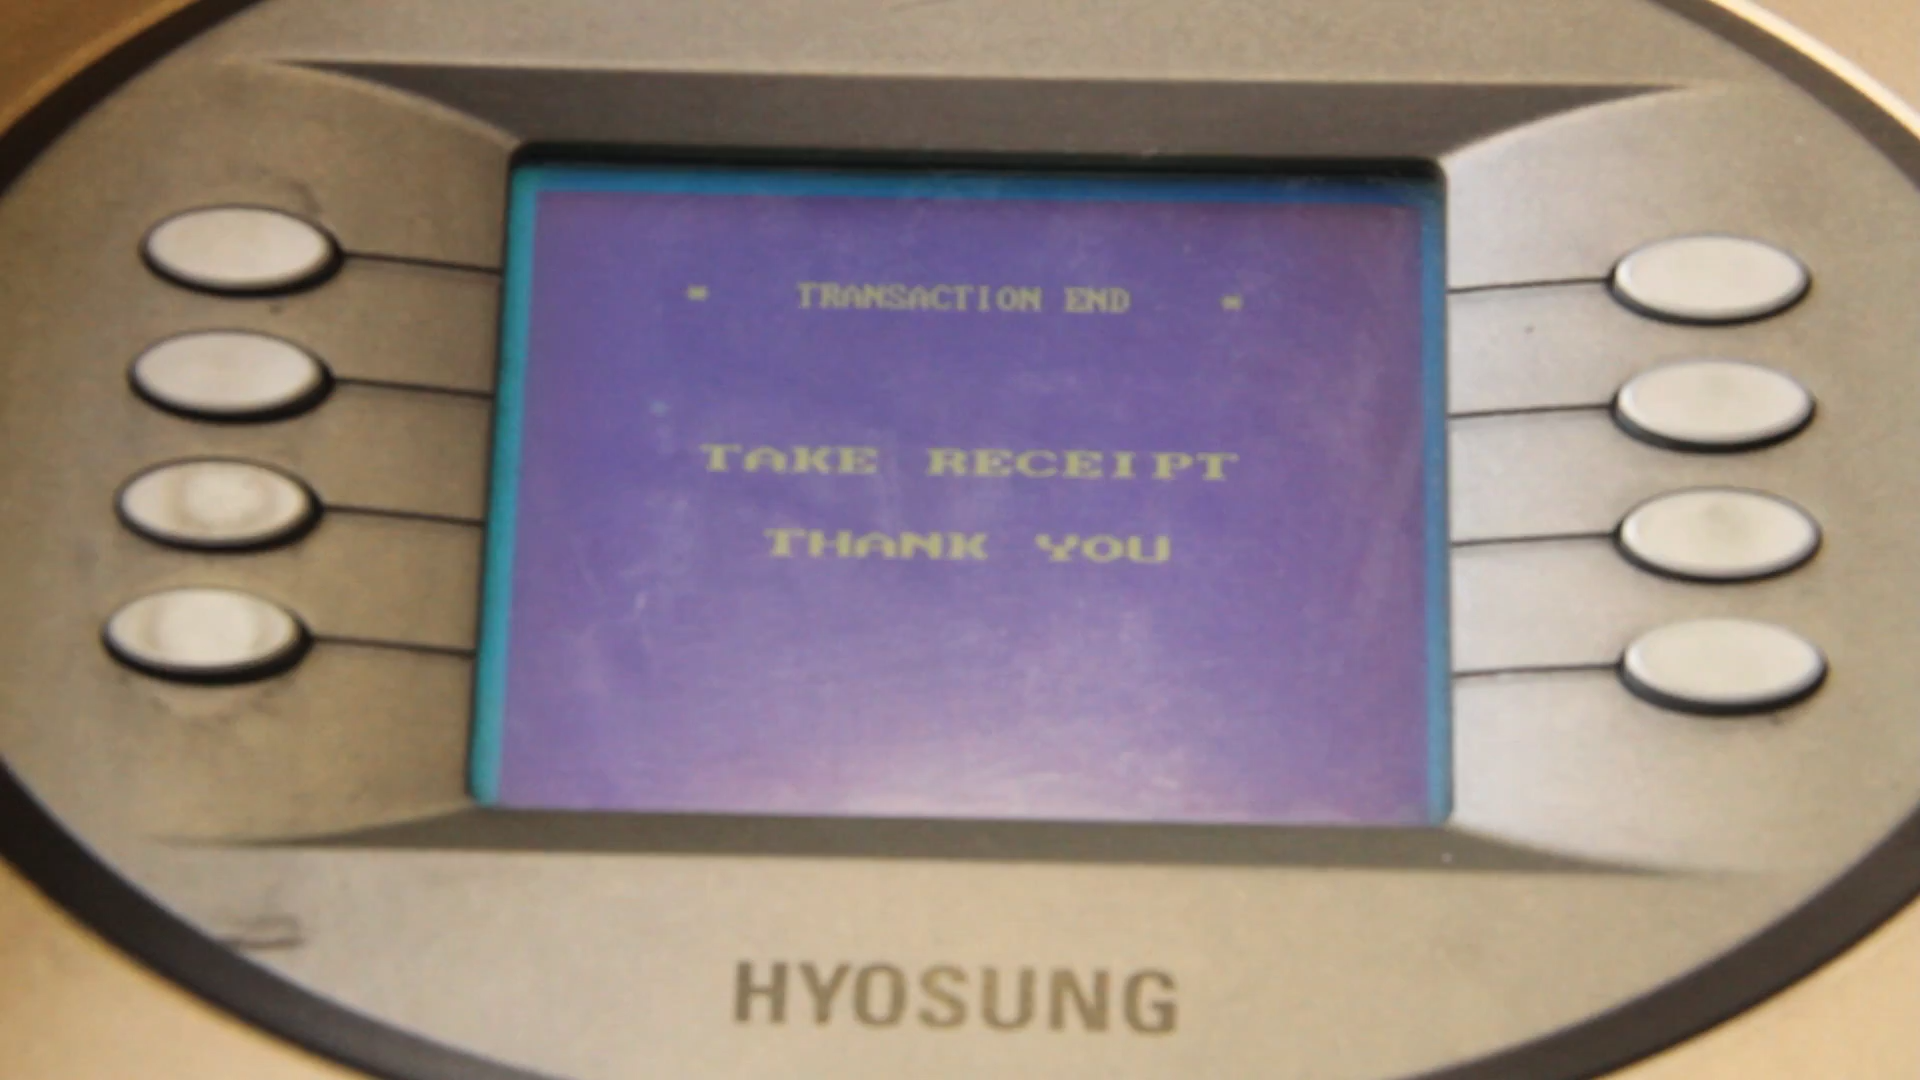 * TRANSACTION END *
TAKE RECEIPT
THANK YOU
HYOSUNG